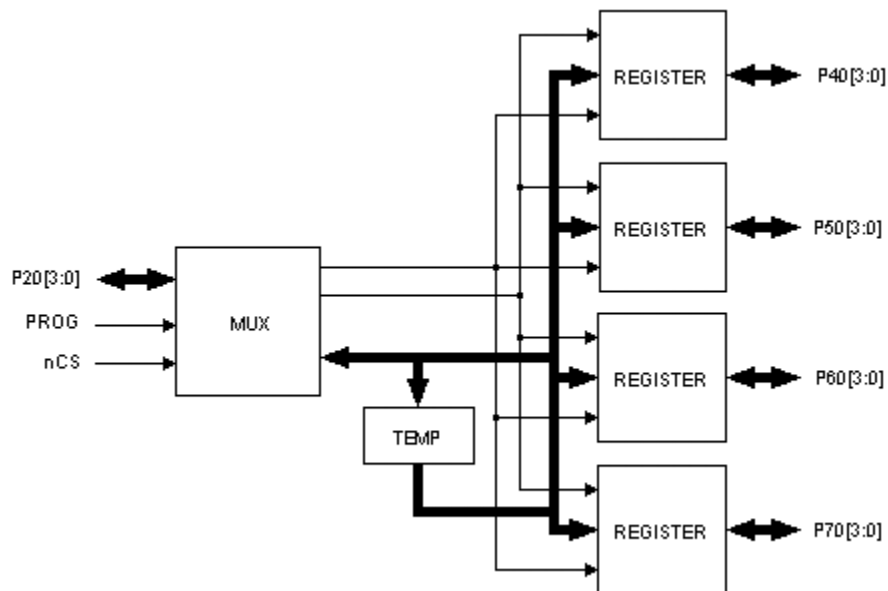 REGISTER
P40[3:0]
REGISTER
P50[3:0]
P20[3:0]
PROG
nCS
MUX
REGISTER
P60[3:0]
TEMP
REGISTER
P70[3:0]